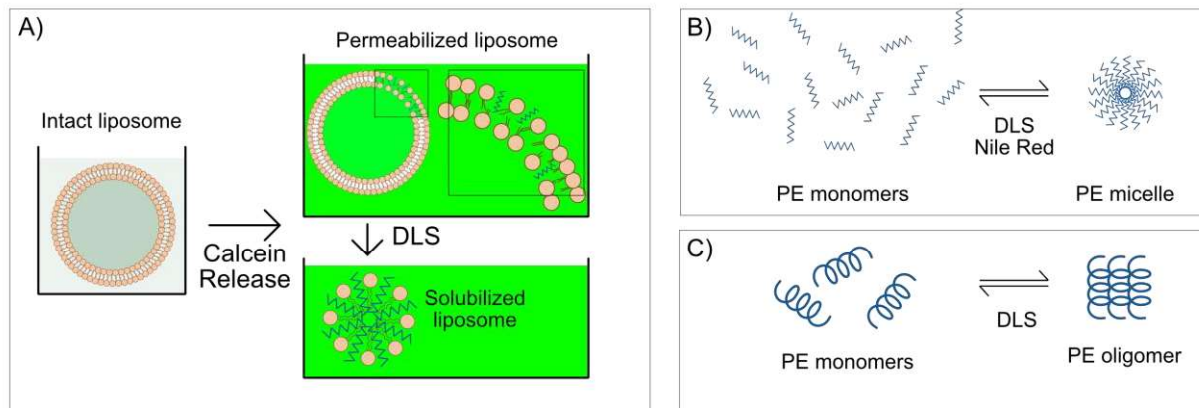 A)
Intact liposome
Calcein
Release
Permeabilized liposome
DLS
Solubilized
liposome
B)
PE monomers
DLS
Nile Red
PE micelle
C)
PE monomers
DLS
PE oligomer